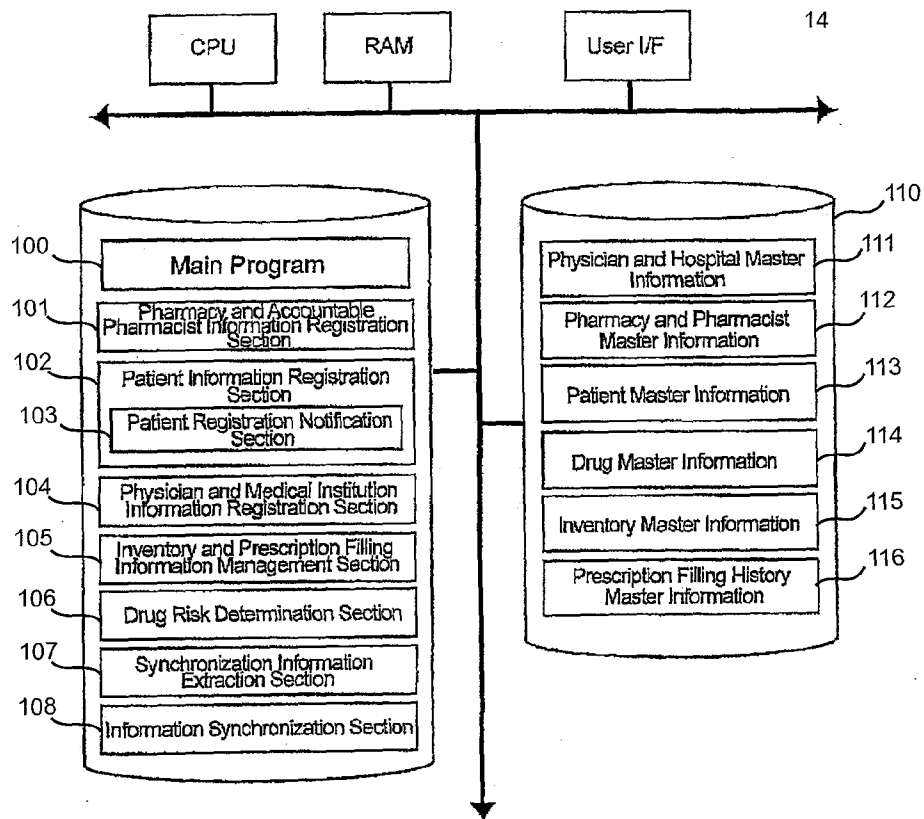 14
CPU
RAM
User I/F
110
100
Main Program
101
Pharmacy and Accountable
Pharmacist Information Registration
Section
102
Patient Information Registration
Section
103
Patient Registration Notification
Section
104
Physician and Medical Institution
Information Registration Section
105
Inventory and Prescription Filling
Information Management Section
106
Drug Risk Determination Section
107
Synchronization Information
Extraction Section
108
Information Synchronization Section
Physician and Hospital Master
Information
111
Pharmacy and Pharmacist
Master Information
112
Patient Master Information
113
Drug Master Information
114
Inventory Master Information
115
Prescription Filling History
Master Information
116